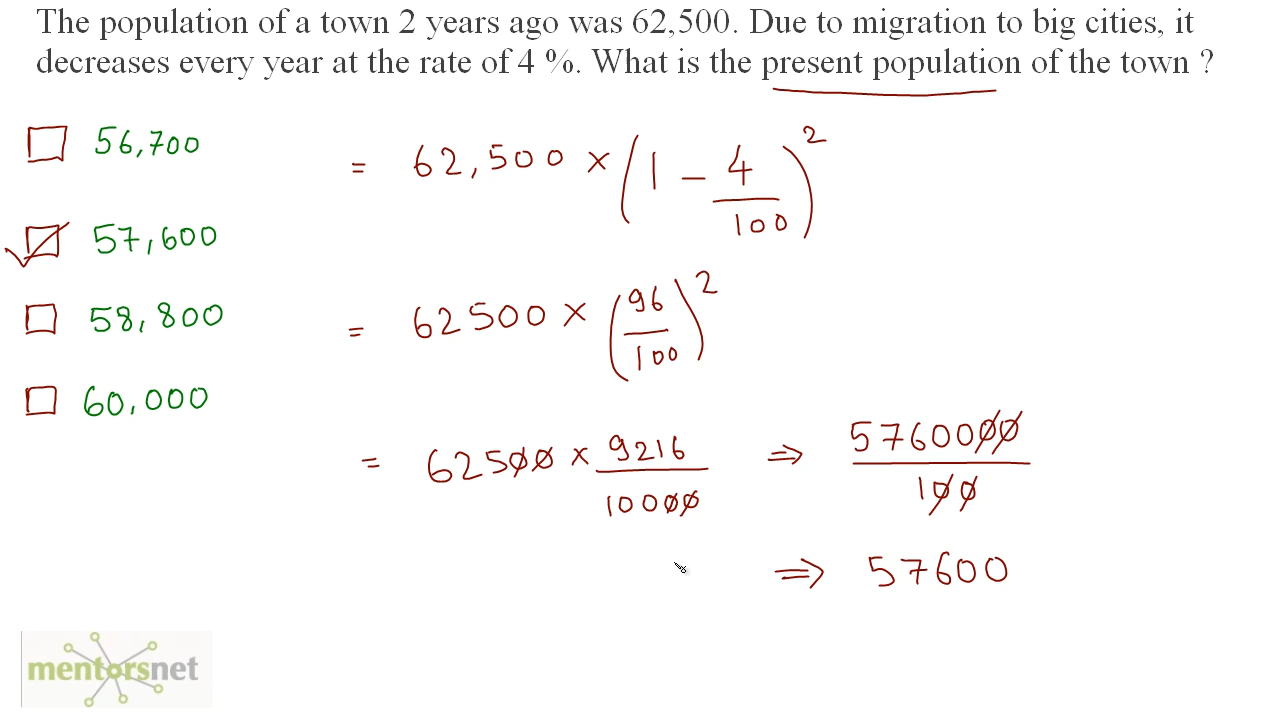 The population of a town 2 years ago was 62,500. Due to migration to big cities, it
decreases every year at the rate of 4 %. What is the present population of the town ?
56,700
57,600
58,800
60,000
= 62,500 × (1 - 4/100)²
= 62500 × (96/100)²
= 62500 × 9216/10000 ⇒ 5760000/100
⇒ 57600
mentorsnet